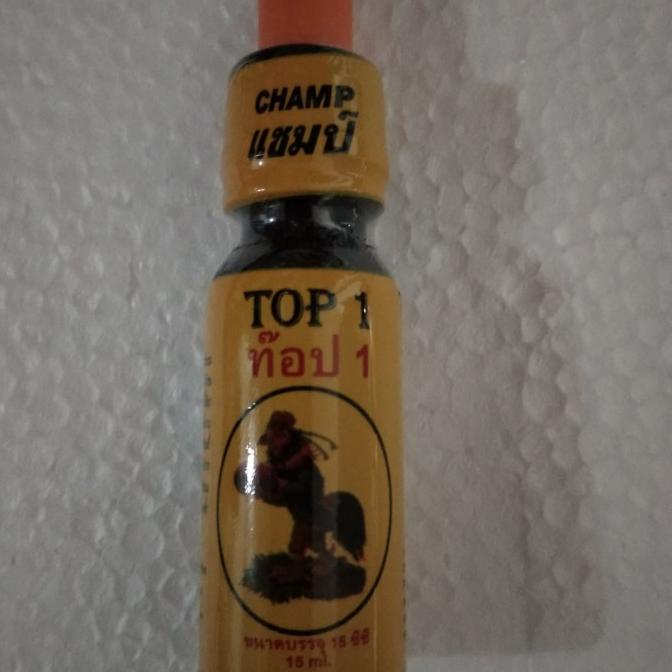 CHAMP
แชมป์
TOP 1
ท๊อป 1
ขนาดบรรจุ 15 ซีซี
15 ml.